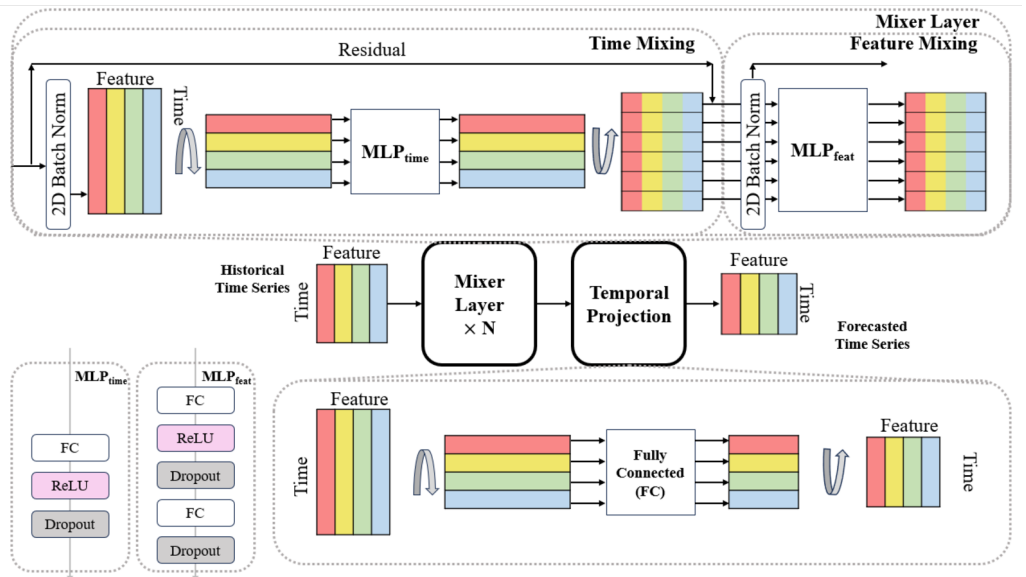 Mixer Layer
Time Mixing
Feature Mixing
Residual
2D Batch Norm
Feature
Time
MLPtime
2D Batch Norm
MLPfeat
Historical
Time Series
Feature
Time
Mixer
Layer
× N
Temporal
Projection
Feature
Time
Forecasted
Time Series
MLPtime
FC
ReLU
Dropout
MLPfeat
FC
ReLU
Dropout
FC
Dropout
Feature
Time
Fully
Connected
(FC)
Feature
Time